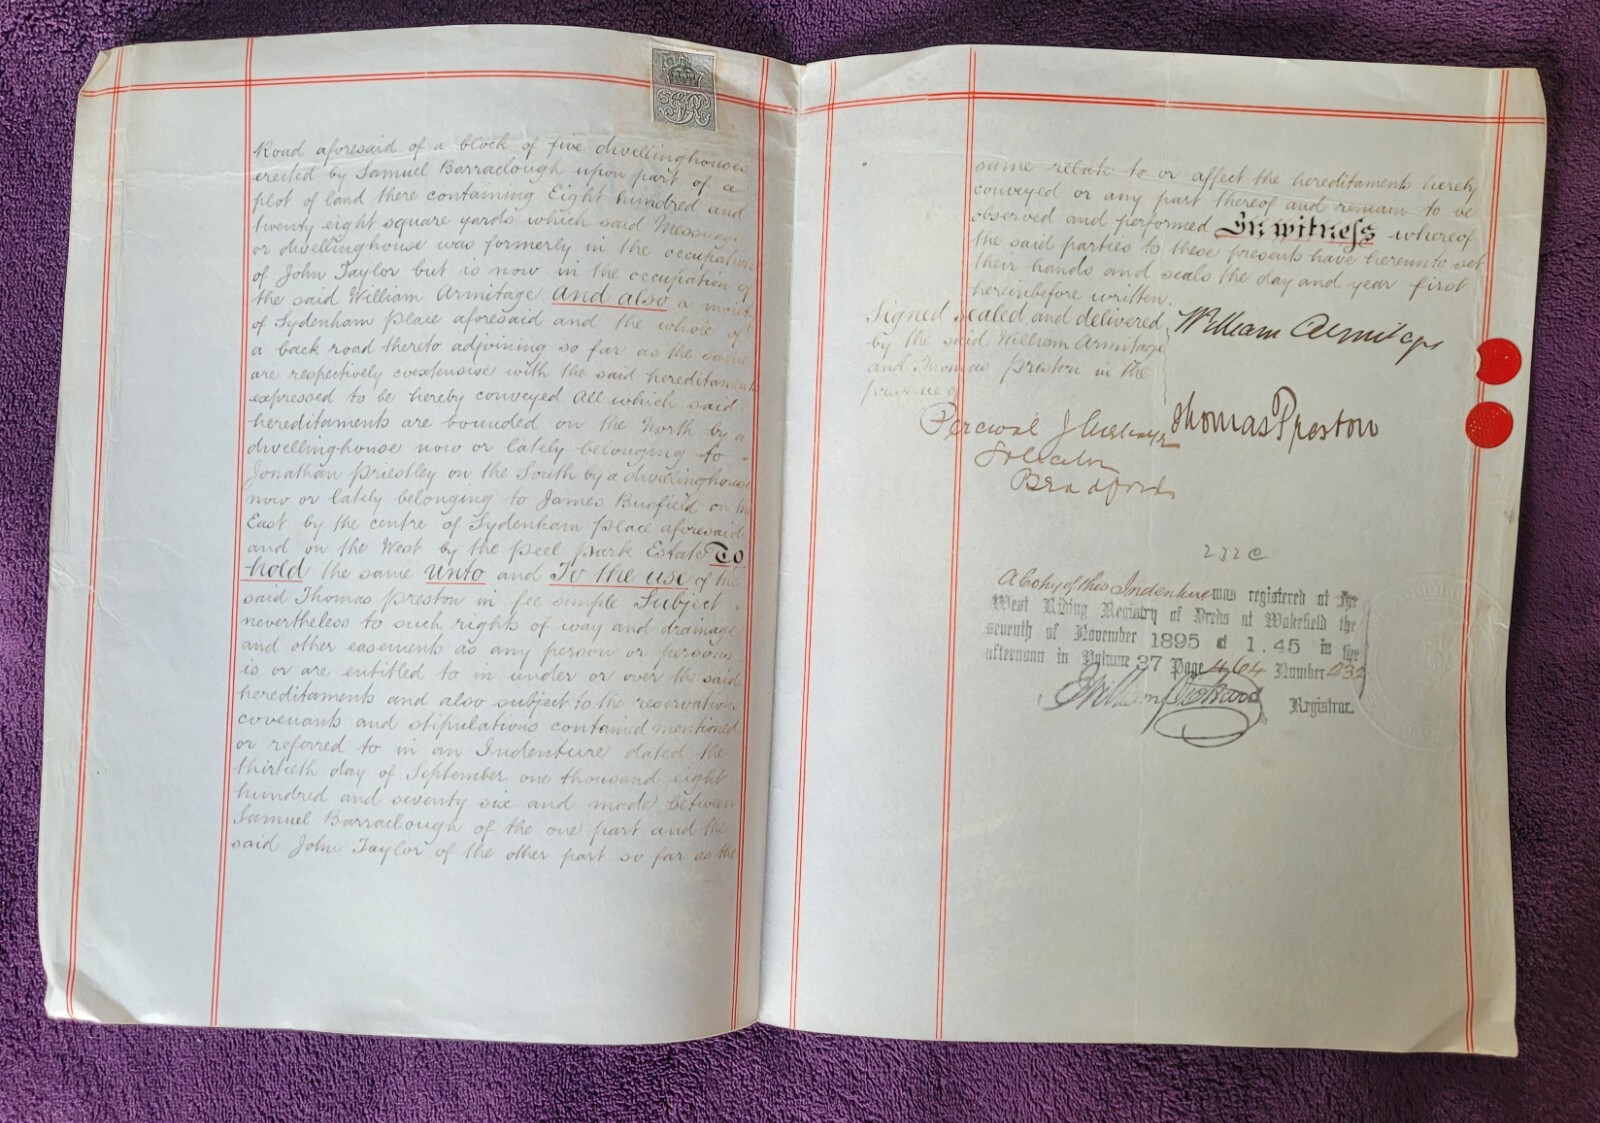 VR
Road aforesaid of a block of five dwellinghouses
erected by Samuel Barraclough upon part of a
plot of land there containing Eight hundred and
twenty eight square yards which said Messuage
or dwellinghouse was formerly in the occupation
of John Taylor but is now in the occupation of
the said William Armitage And also a moiety
of Sydenham Place aforesaid and the whole of
a back road thereto adjoining so far as the same
are respectively coextensive with the said hereditaments
expressed to be hereby conveyed All which said
hereditaments are bounded on the North by a
dwellinghouse now or lately belonging to
Jonathan Priestley on the South by a dwellinghouse
now or lately belonging to James on the
East by the centre of Sydenham Place aforesaid
and on the West by the Peel Park Estate To
hold the same Unto and To the use of the
said Thomas Preston in fee simple Subject
nevertheless to such rights of way and drainage
and other easements as any person or persons
is or are entitled to in under or over the said
hereditaments and also subject to the reservations
covenants and stipulations contained mentioned
or referred to in an Indenture dated the
thirtieth day of September one thousand eight
hundred and seventy six and made between
Samuel Barraclough of the one part and the
said John Taylor of the other part so far as the
same relate to or affect the hereditaments hereby
conveyed or any part thereof and remain to be
observed and performed In witness whereof
the said parties to these presents have hereunto set
their hands and seals the day and year first
hereinbefore written.
Signed sealed and delivered
by the said William Armitage
and Thomas Preston in the
presence of
William Armitage
Thomas Preston
Percival J
Solicitor
Bradford
A Copy of this Indenture was registered at the
West Riding Registry of Deeds at Wakefield the
seventh of November 1895 at 1.45 in the
afternoon in Volume 37 Page 464 Number 232
William
Registrar.